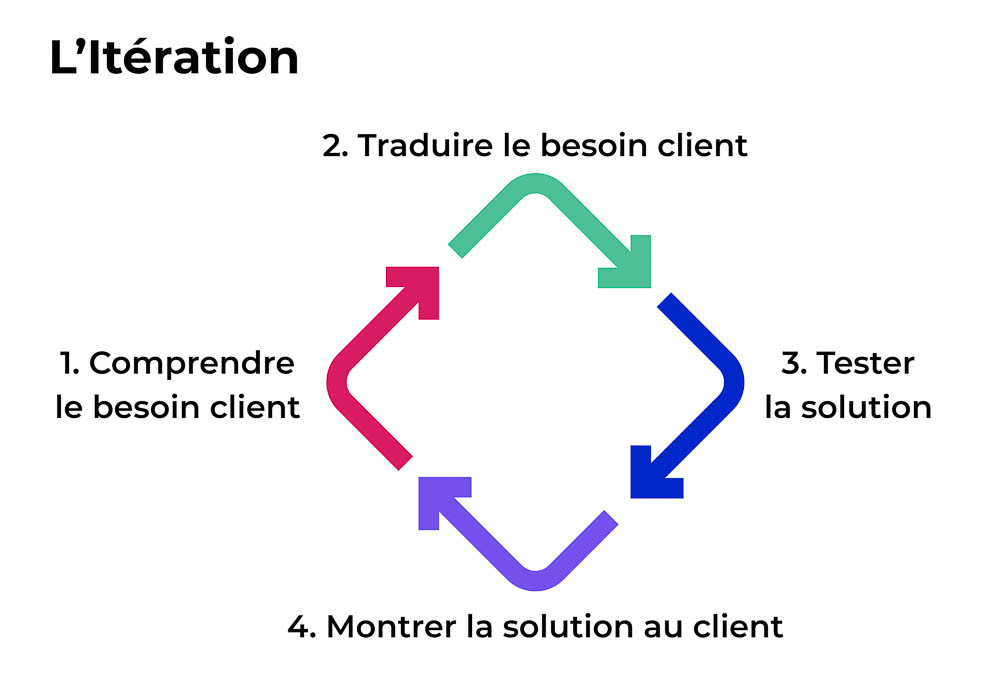 L’Itération
2. Traduire le besoin client
1. Comprendre
le besoin client
3. Tester
la solution
4. Montrer la solution au client